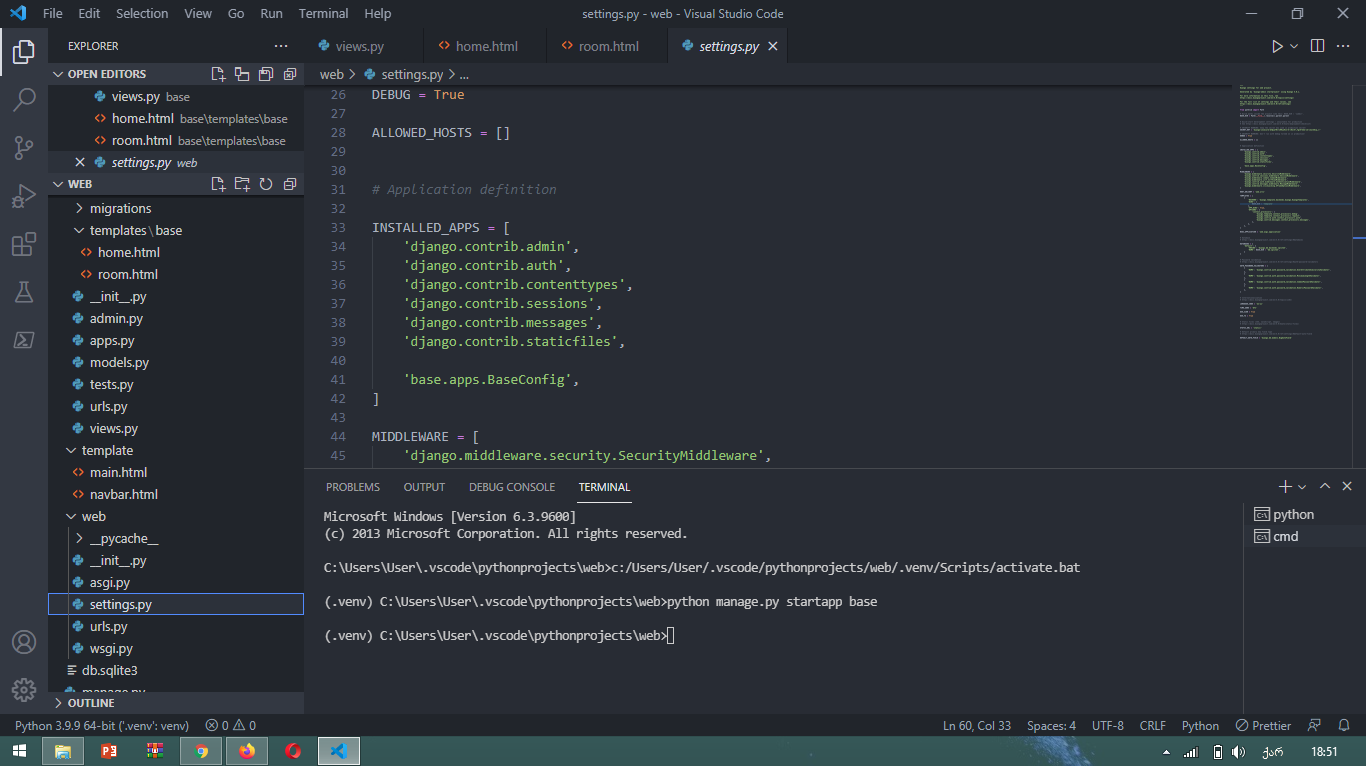 File Edit Selection View Go Run Terminal Help
settings.py - web - Visual Studio Code
EXPLORER
views.py
home.html
room.html
settings.py
OPEN EDITORS
views.py base
home.html base\templates\base
room.html base\templates\base
settings.py web
WEB
migrations
templates\base
home.html
room.html
__init__.py
admin.py
apps.py
models.py
tests.py
urls.py
views.py
template
main.html
navbar.html
web
__pycache__
__init__.py
asgi.py
settings.py
urls.py
wsgi.py
db.sqlite3
manage.py
OUTLINE
web > settings.py > ...
26 DEBUG = True
27
28 ALLOWED_HOSTS = []
29
30
31 # Application definition
32
33 INSTALLED_APPS = [
34 'django.contrib.admin',
35 'django.contrib.auth',
36 'django.contrib.contenttypes',
37 'django.contrib.sessions',
38 'django.contrib.messages',
39 'django.contrib.staticfiles',
40
41 'base.apps.BaseConfig',
42 ]
43
44 MIDDLEWARE = [
45 'django.middleware.security.SecurityMiddleware',
PROBLEMS OUTPUT DEBUG CONSOLE TERMINAL
Microsoft Windows [Version 6.3.9600]
(c) 2013 Microsoft Corporation. All rights reserved.
C:\Users\User\.vscode\pythonprojects\web>c:/Users/User/.vscode/pythonprojects/web/.venv/Scripts/activate.bat
(.venv) C:\Users\User\.vscode\pythonprojects\web>python manage.py startapp base
(.venv) C:\Users\User\.vscode\pythonprojects\web>
python
cmd
Python 3.9.9 64-bit ('.venv': venv) 0 0
Ln 60, Col 33 Spaces: 4 UTF-8 CRLF Python Prettier
ქარ 18:51